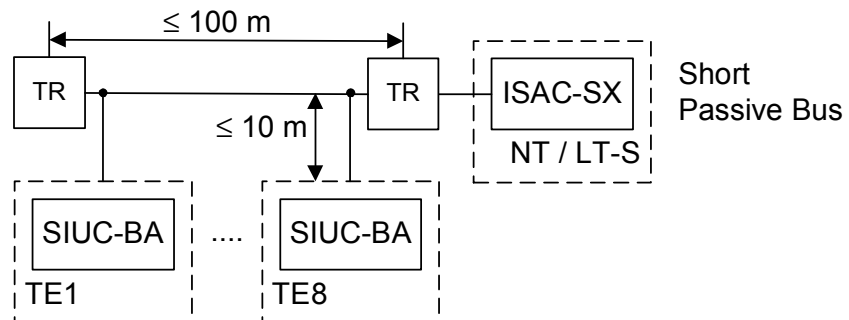 ≤ 100 m
TR
TR
ISAC-SX
Short
Passive Bus
≤ 10 m
NT / LT-S
SIUC-BA
....
SIUC-BA
TE1
TE8